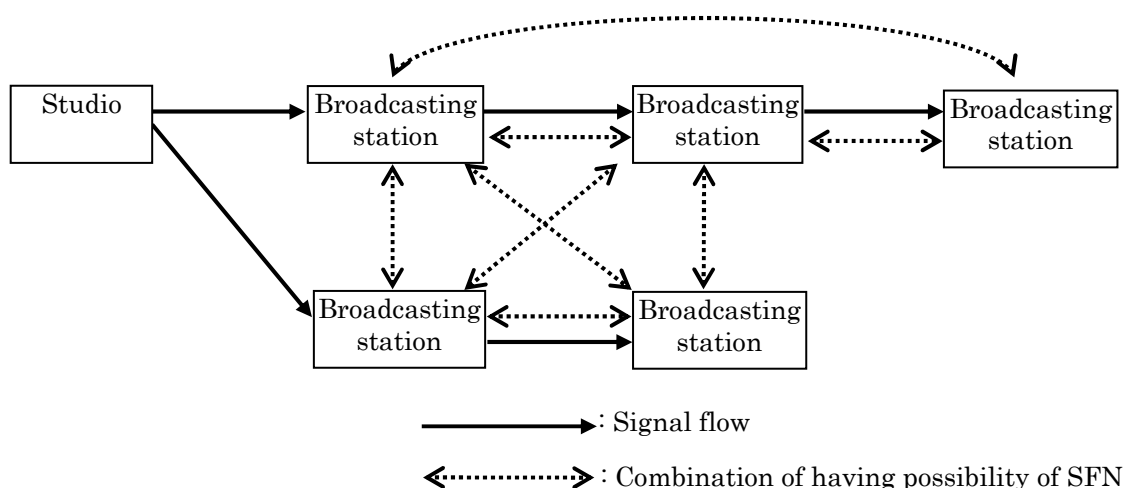 Studio
Broadcasting
station
Broadcasting
station
Broadcasting
station
Broadcasting
station
Broadcasting
station
: Signal flow
: Combination of having possibility of SFN